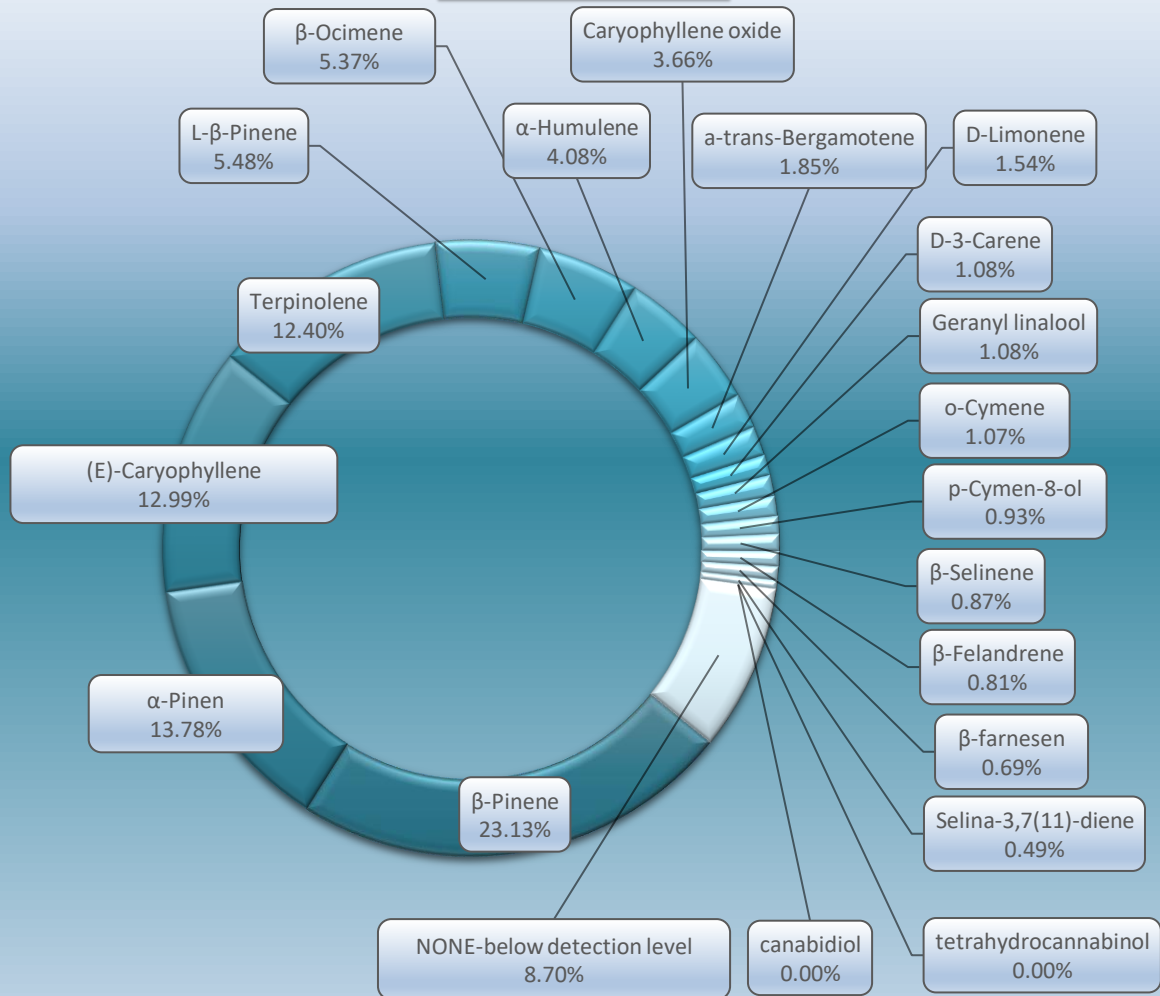 β-Ocimene
5.37%
Caryophyllene oxide
3.66%
L-β-Pinene
5.48%
α-Humulene
4.08%
a-trans-Bergamotene
1.85%
D-Limonene
1.54%
D-3-Carene
1.08%
Terpinolene
12.40%
Geranyl linalool
1.08%
o-Cymene
1.07%
(E)-Caryophyllene
12.99%
p-Cymen-8-ol
0.93%
β-Selinene
0.87%
β-Felandrene
0.81%
α-Pinen
13.78%
β-farnesen
0.69%
β-Pinene
23.13%
Selina-3,7(11)-diene
0.49%
NONE-below detection level
8.70%
canabidiol
0.00%
tetrahydrocannabinol
0.00%